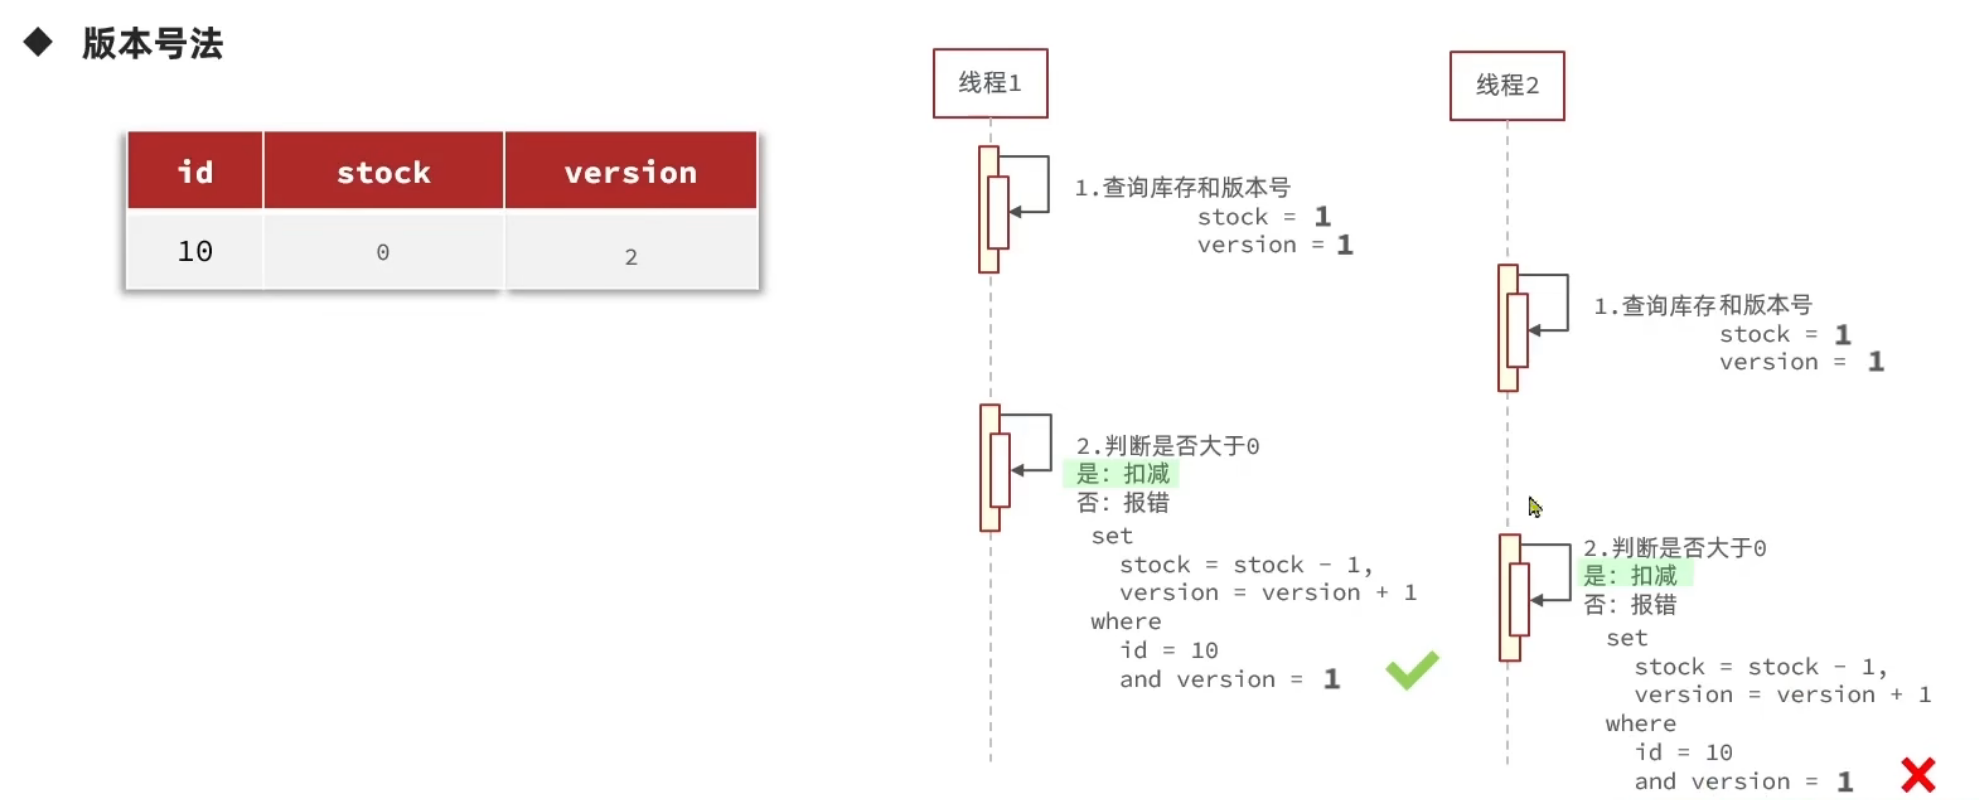 版本号法
id stock version
10 0 2
线程1
1.查询库存和版本号
stock = 1
version = 1
2.判断是否大于0
是：扣减
否：报错
set
stock = stock - 1,
version = version + 1
where
id = 10
and version = 1
线程2
1.查询库存和版本号
stock = 1
version = 1
2.判断是否大于0
是：扣减
否：报错
set
stock = stock - 1,
version = version + 1
where
id = 10
and version = 1